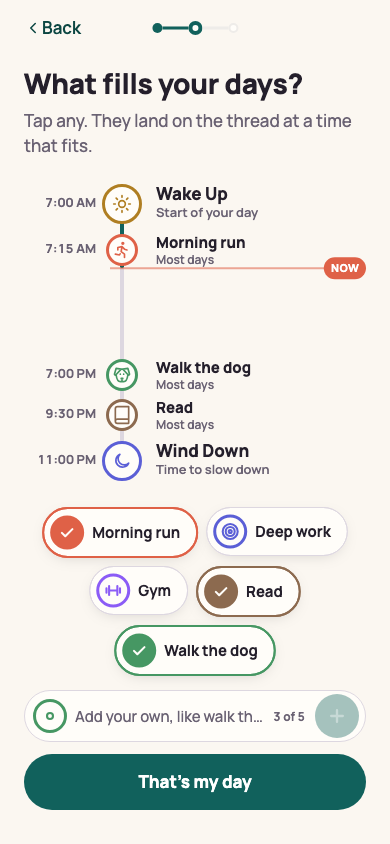 Back
What fills your days?
Tap any. They land on the thread at a time
that fits.
7:00 AM
Wake Up
Start of your day
7:15 AM
Morning run
Most days
NOW
7:00 PM
Walk the dog
Most days
9:30 PM
Read
Most days
11:00 PM
Wind Down
Time to slow down
Morning run
Deep work
Gym
Read
Walk the dog
Add your own, like walk th...
3 of 5
That's my day